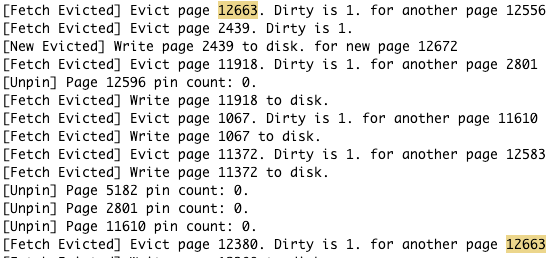 [Fetch Evicted] Evict page 12663. Dirty is 1. for another page 12556
[Fetch Evicted] Evict page 2439. Dirty is 1.
[New Evicted] Write page 2439 to disk. for new page 12672
[Fetch Evicted] Evict page 11918. Dirty is 1. for another page 2801
[Unpin] Page 12596 pin count: 0.
[Fetch Evicted] Write page 11918 to disk.
[Fetch Evicted] Evict page 1067. Dirty is 1. for another page 11610
[Fetch Evicted] Write page 1067 to disk.
[Fetch Evicted] Evict page 11372. Dirty is 1. for another page 12583
[Fetch Evicted] Write page 11372 to disk.
[Unpin] Page 5182 pin count: 0.
[Unpin] Page 2801 pin count: 0.
[Unpin] Page 11610 pin count: 0.
[Fetch Evicted] Evict page 12380. Dirty is 1. for another page 12663